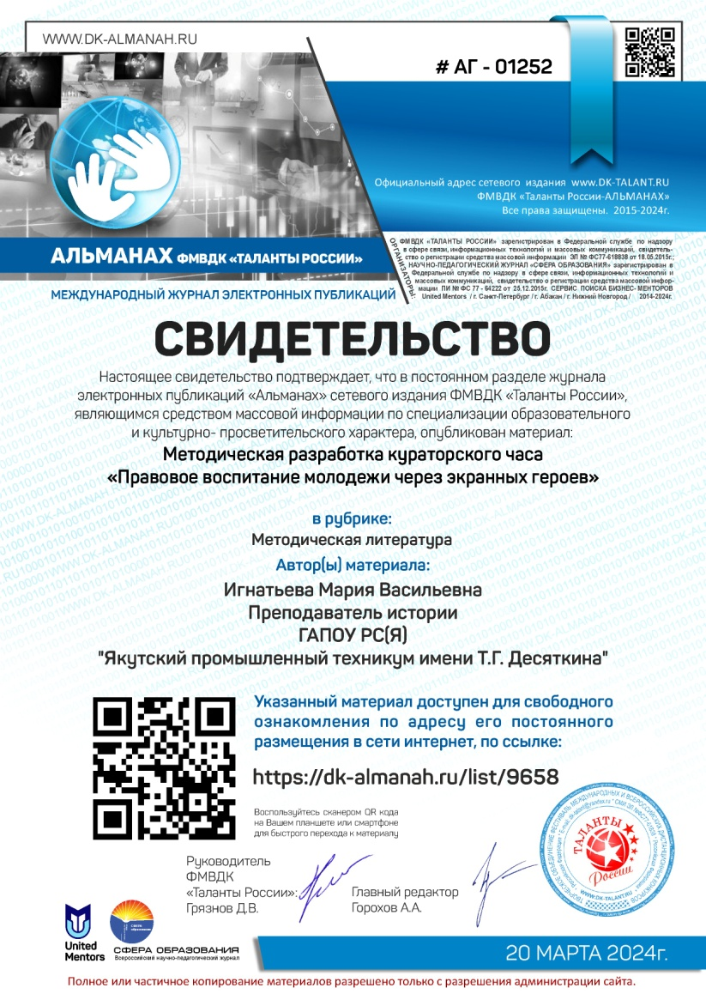 WWW.DK-ALMANAH.RU
# АГ - 01252
Официальный адрес сетевого издания www.DK-TALANT.RU
ФМВДК «Таланты России-АЛЬМАНАХ»
Все права защищены. 2015-2024г.
АЛЬМАНАХ ФМВДК «ТАЛАНТЫ РОССИИ»
МЕЖДУНАРОДНЫЙ ЖУРНАЛ ЭЛЕКТРОННЫХ ПУБЛИКАЦИЙ
ОРГАНИЗАТОРЫ:
ФМВДК «ТАЛАНТЫ РОССИИ» зарегистрирован в Федеральной службе по надзору
в сфере связи, информационных технологий и массовых коммуникаций, свидетель-
ство о регистрации средства массовой информации ЭЛ № ФС77-618838 от 18.05.2015г.;
НАУЧНО-ПЕДАГОГИЧЕСКИЙ ЖУРНАЛ «СФЕРА ОБРАЗОВАНИЯ» зарегистрирован в
Федеральной службе по надзору в сфере связи, информационных технологий и
массовых коммуникаций, свидетельство о регистрации средства массовой инфор-
мации ПИ № ФС 77 - 64222 от 25.12.2015г. СЕРВИС ПОИСКА БИЗНЕС- МЕНТОРОВ
United Mentors / г. Санкт-Петербург / г. Абакан / г. Нижний Новгород / 2014-2024г.
СВИДЕТЕЛЬСТВО
Настоящее свидетельство подтверждает, что в постоянном разделе журнала
электронных публикаций «Альманах» сетевого издания ФМВДК «Таланты России»,
являющимся средством массовой информации по специализации образовательного
и культурно- просветительского характера, опубликован материал:
Методическая разработка кураторского часа
«Правовое воспитание молодежи через экранных героев»
в рубрике:
Методическая литература
Автор(ы) материала:
Игнатьева Мария Васильевна
Преподаватель истории
ГАПОУ РС(Я)
"Якутский промышленный техникум имени Т.Г. Десяткина"
Указанный материал доступен для свободного
ознакомления по адресу его постоянного
размещения в сети интернет, по ссылке:
https://dk-almanah.ru/list/9658
Воспользуйтесь сканером QR кода
на Вашем планшете или смартфоне
для быстрого перехода к материалу
Руководитель
ФМВДК
«Таланты России»:
Грязнов Д.В.
Главный редактор
Горохов А.А.
ТАЛАНТЫ
России
WWW.DK-TALANT.RU
United
Mentors
СФЕРА ОБРАЗОВАНИЯ
Всероссийский научно-педагогический журнал
20 МАРТА 2024г.
Полное или частичное копирование материалов разрешено только с разрешения администрации сайта.